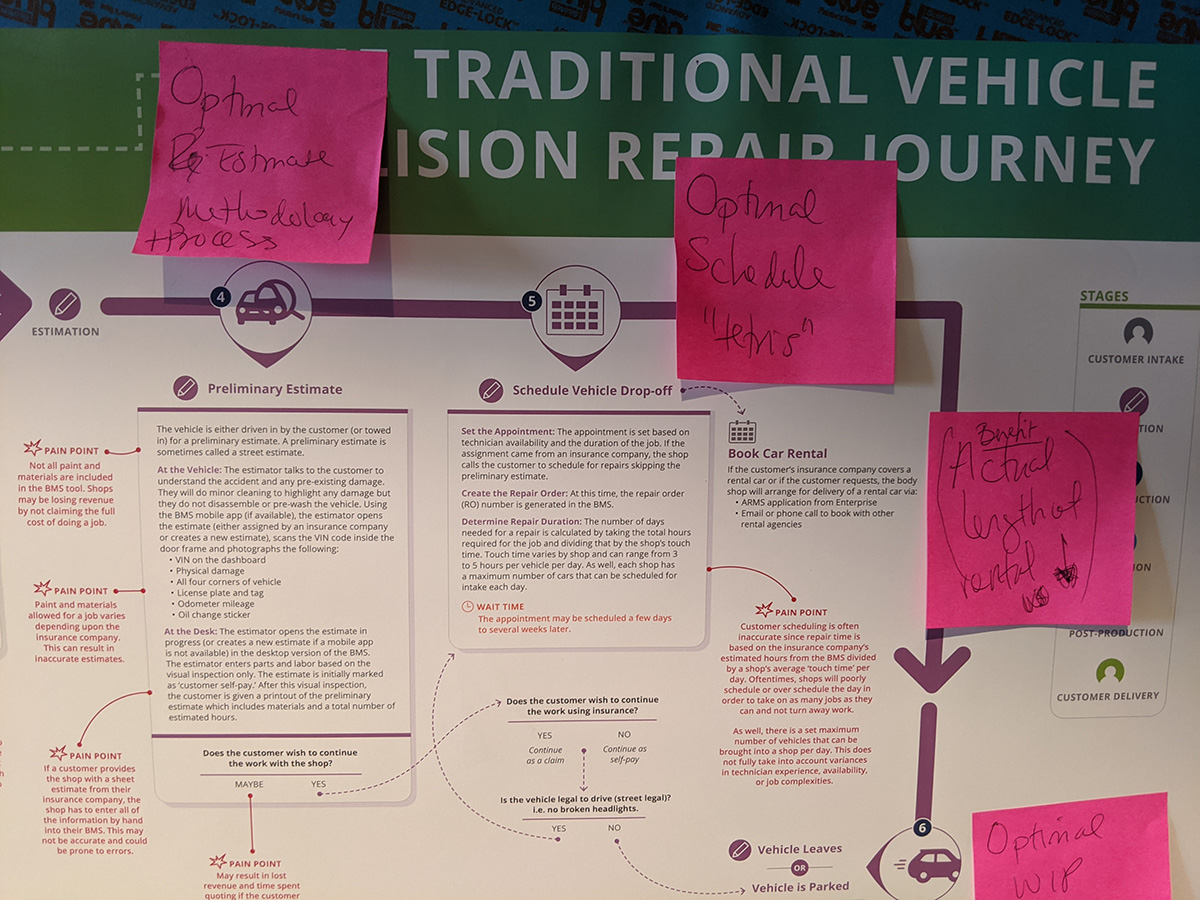 TRADITIONAL VEHICLE
ISION REPAIR JOURNEY
Optimal
Estimate
Methodology
+Process
Optimal
Schedule
"tetris"
Benefit
Actual
length of
rental
Optimal
WIP
ESTIMATION
4
Preliminary Estimate
The vehicle is either driven in by the customer (or towed
in) for a preliminary estimate. A preliminary estimate is
sometimes called a street estimate.
At the Vehicle: The estimator talks to the customer to
understand the accident and any pre-existing damage.
They will do minor cleaning to highlight any damage but
they do not disassemble or pre-wash the vehicle. Using
the BMS mobile app (if available), the estimator opens
the estimate (either assigned by an insurance company
or creates a new estimate), scans the VIN code inside the
door frame and photographs the following:
• VIN on the dashboard
• Physical damage
• All four corners of vehicle
• License plate and tag
• Odometer mileage
• Oil change sticker
At the Desk: The estimator opens the estimate in
progress (or creates a new estimate if a mobile app
is not available) in the desktop version of the BMS.
The estimator enters parts and labor based on the
visual inspection only. The estimate is initially marked
as 'customer self-pay.' After this visual inspection,
the customer is given a printout of the preliminary
estimate which includes materials and a total number of
estimated hours.
Does the customer wish to continue
the work with the shop?
MAYBE YES
PAIN POINT
Not all paint and
materials are included
in the BMS tool. Shops
may be losing revenue
by not claiming the full
cost of doing a job.
PAIN POINT
Paint and materials
allowed for a job varies
depending upon the
insurance company.
This can result in
inaccurate estimates.
PAIN POINT
If a customer provides
the shop with a sheet
estimate from their
insurance company, the
shop has to enter all of
the information by hand
into their BMS. This may
not be accurate and could
be prone to errors.
PAIN POINT
May result in lost
revenue and time spent
quoting if the customer
5
Schedule Vehicle Drop-off
Set the Appointment: The appointment is set based on
technician availability and the duration of the job. If the
assignment came from an insurance company, the shop
calls the customer to schedule for repairs skipping the
preliminary estimate.
Create the Repair Order: At this time, the repair order
(RO) number is generated in the BMS.
Determine Repair Duration: The number of days
needed for a repair is calculated by taking the total hours
required for the job and dividing that by the shop's touch
time. Touch time varies by shop and can range from 3
to 5 hours per vehicle per day. As well, each shop has
a maximum number of cars that can be scheduled for
intake each day.
WAIT TIME
The appointment may be scheduled a few days
to several weeks later.
Does the customer wish to continue
the work using insurance?
YES NO
Continue
as a claim
Continue as
self-pay
Is the vehicle legal to drive (street legal)?
i.e. no broken headlights.
YES NO
Book Car Rental
If the customer's insurance company covers a
rental car or if the customer requests, the body
shop will arrange for delivery of a rental car via:
• ARMS application from Enterprise
• Email or phone call to book with other
rental agencies
PAIN POINT
Customer scheduling is often
inaccurate since repair time is
based on the insurance company's
estimated hours from the BMS divided
by a shop's average 'touch time' per
day. Oftentimes, shops will poorly
schedule or over schedule the day in
order to take on as many jobs as they
can and not turn away work.
As well, there is a set maximum
number of vehicles that can be
brought into a shop per day. This does
not fully take into account variances
in technician experience, availability,
or job complexities.
Vehicle Leaves
OR
Vehicle is Parked
6
STAGES
CUSTOMER INTAKE
TION
UCTION
ON
POST-PRODUCTION
CUSTOMER DELIVERY